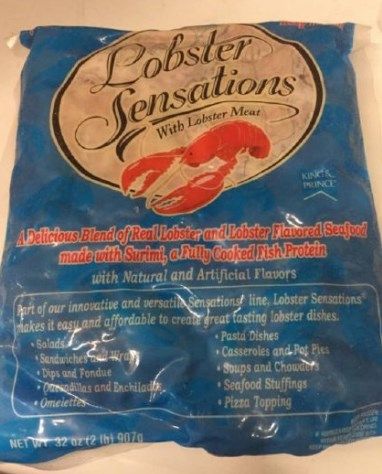 Lobster
Sensations
With Lobster Meat
KING &
PRINCE
A Delicious Blend of Real Lobster and Lobster Flavored Seafood
made with Surimi, a Fully Cooked Fish Protein
with Natural and Artificial Flavors
Part of our innovative and versatile Sensations line, Lobster Sensations
makes it easy and affordable to create great tasting lobster dishes.
• Salads
• Sandwiches and Wraps
• Dips and Fondue
• Quesadillas and Enchiladas
• Omelettes
• Pasta Dishes
• Casseroles and Pot Pies
• Soups and Chowders
• Seafood Stuffings
• Pizza Topping
NET WT 32 oz (2 lb) 907g